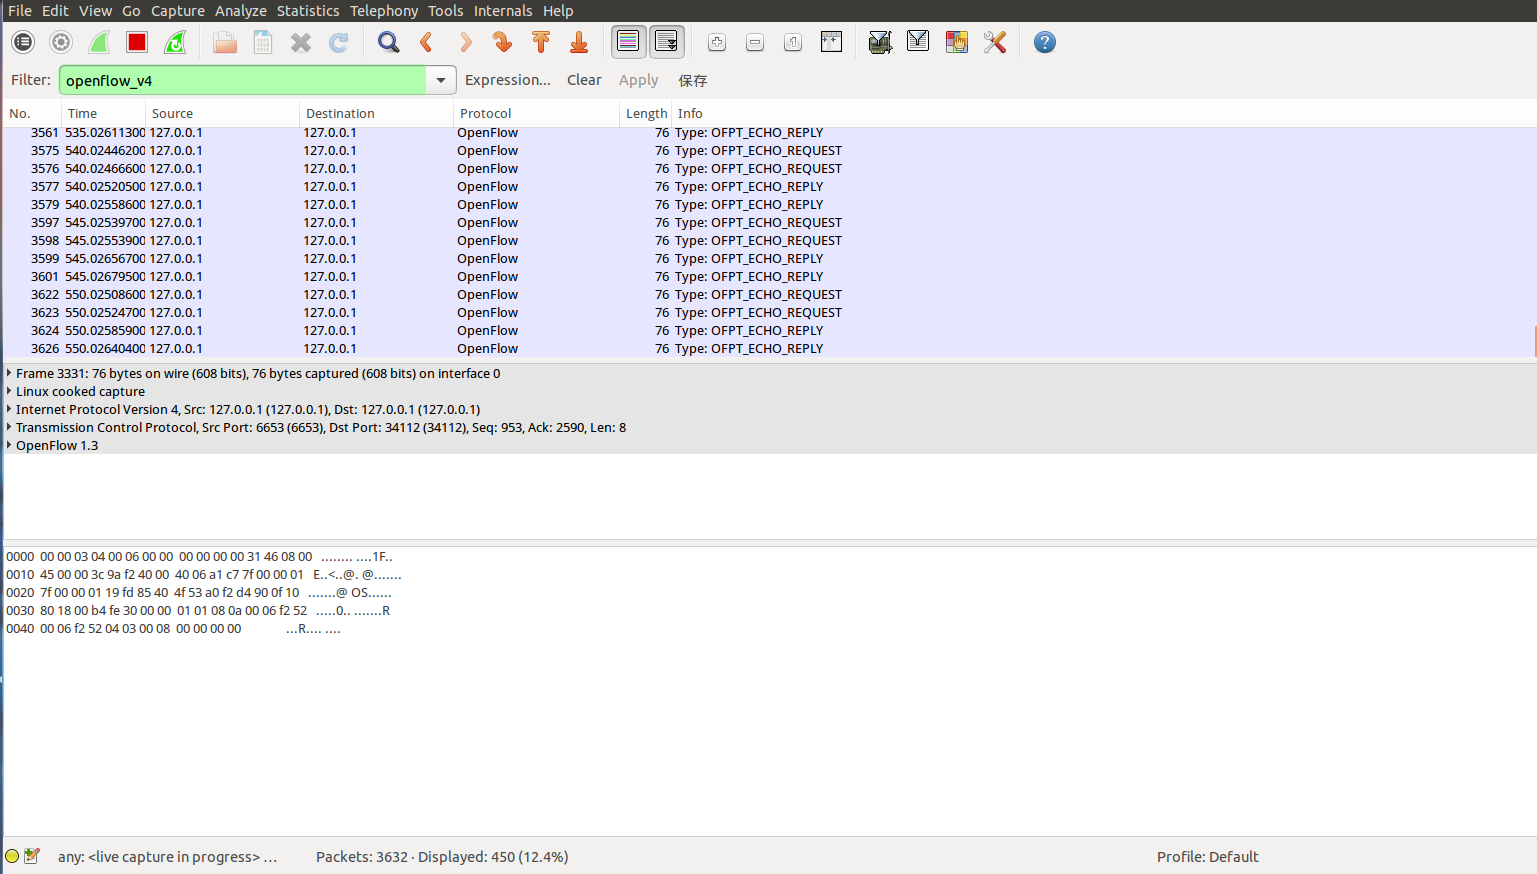 File Edit View Go Capture Analyze Statistics Telephony Tools Internals Help
Filter: openflow_v4 Expression... Clear Apply 保存
No. Time Source Destination Protocol Length Info
3561 535.02611300 127.0.0.1 127.0.0.1 OpenFlow 76 Type: OFPT_ECHO_REPLY
3575 540.02446200 127.0.0.1 127.0.0.1 OpenFlow 76 Type: OFPT_ECHO_REQUEST
3576 540.02466600 127.0.0.1 127.0.0.1 OpenFlow 76 Type: OFPT_ECHO_REQUEST
3577 540.02520500 127.0.0.1 127.0.0.1 OpenFlow 76 Type: OFPT_ECHO_REPLY
3579 540.02558600 127.0.0.1 127.0.0.1 OpenFlow 76 Type: OFPT_ECHO_REPLY
3597 545.02539700 127.0.0.1 127.0.0.1 OpenFlow 76 Type: OFPT_ECHO_REQUEST
3598 545.02553900 127.0.0.1 127.0.0.1 OpenFlow 76 Type: OFPT_ECHO_REQUEST
3599 545.02656700 127.0.0.1 127.0.0.1 OpenFlow 76 Type: OFPT_ECHO_REPLY
3601 545.02679500 127.0.0.1 127.0.0.1 OpenFlow 76 Type: OFPT_ECHO_REPLY
3622 550.02508600 127.0.0.1 127.0.0.1 OpenFlow 76 Type: OFPT_ECHO_REQUEST
3623 550.02524700 127.0.0.1 127.0.0.1 OpenFlow 76 Type: OFPT_ECHO_REQUEST
3624 550.02585900 127.0.0.1 127.0.0.1 OpenFlow 76 Type: OFPT_ECHO_REPLY
3626 550.02640400 127.0.0.1 127.0.0.1 OpenFlow 76 Type: OFPT_ECHO_REPLY
Frame 3331: 76 bytes on wire (608 bits), 76 bytes captured (608 bits) on interface 0
Linux cooked capture
Internet Protocol Version 4, Src: 127.0.0.1 (127.0.0.1), Dst: 127.0.0.1 (127.0.0.1)
Transmission Control Protocol, Src Port: 6653 (6653), Dst Port: 34112 (34112), Seq: 953, Ack: 2590, Len: 8
OpenFlow 1.3
0000 00 00 03 04 00 06 00 00 00 00 00 00 31 46 08 00 ........ ....1F..
0010 45 00 00 3c 9a f2 40 00 40 06 a1 c7 7f 00 00 01 E..<..@. @.......
0020 7f 00 00 01 19 fd 85 40 4f 53 a0 f2 d4 90 0f 10 .......@ OS......
0030 80 18 00 b4 fe 30 00 00 01 01 08 0a 00 06 f2 52 .....0.. .......R
0040 00 06 f2 52 04 03 00 08 00 00 00 00 ...R.... ....
any: <live capture in progress> ... Packets: 3632 · Displayed: 450 (12.4%) Profile: Default